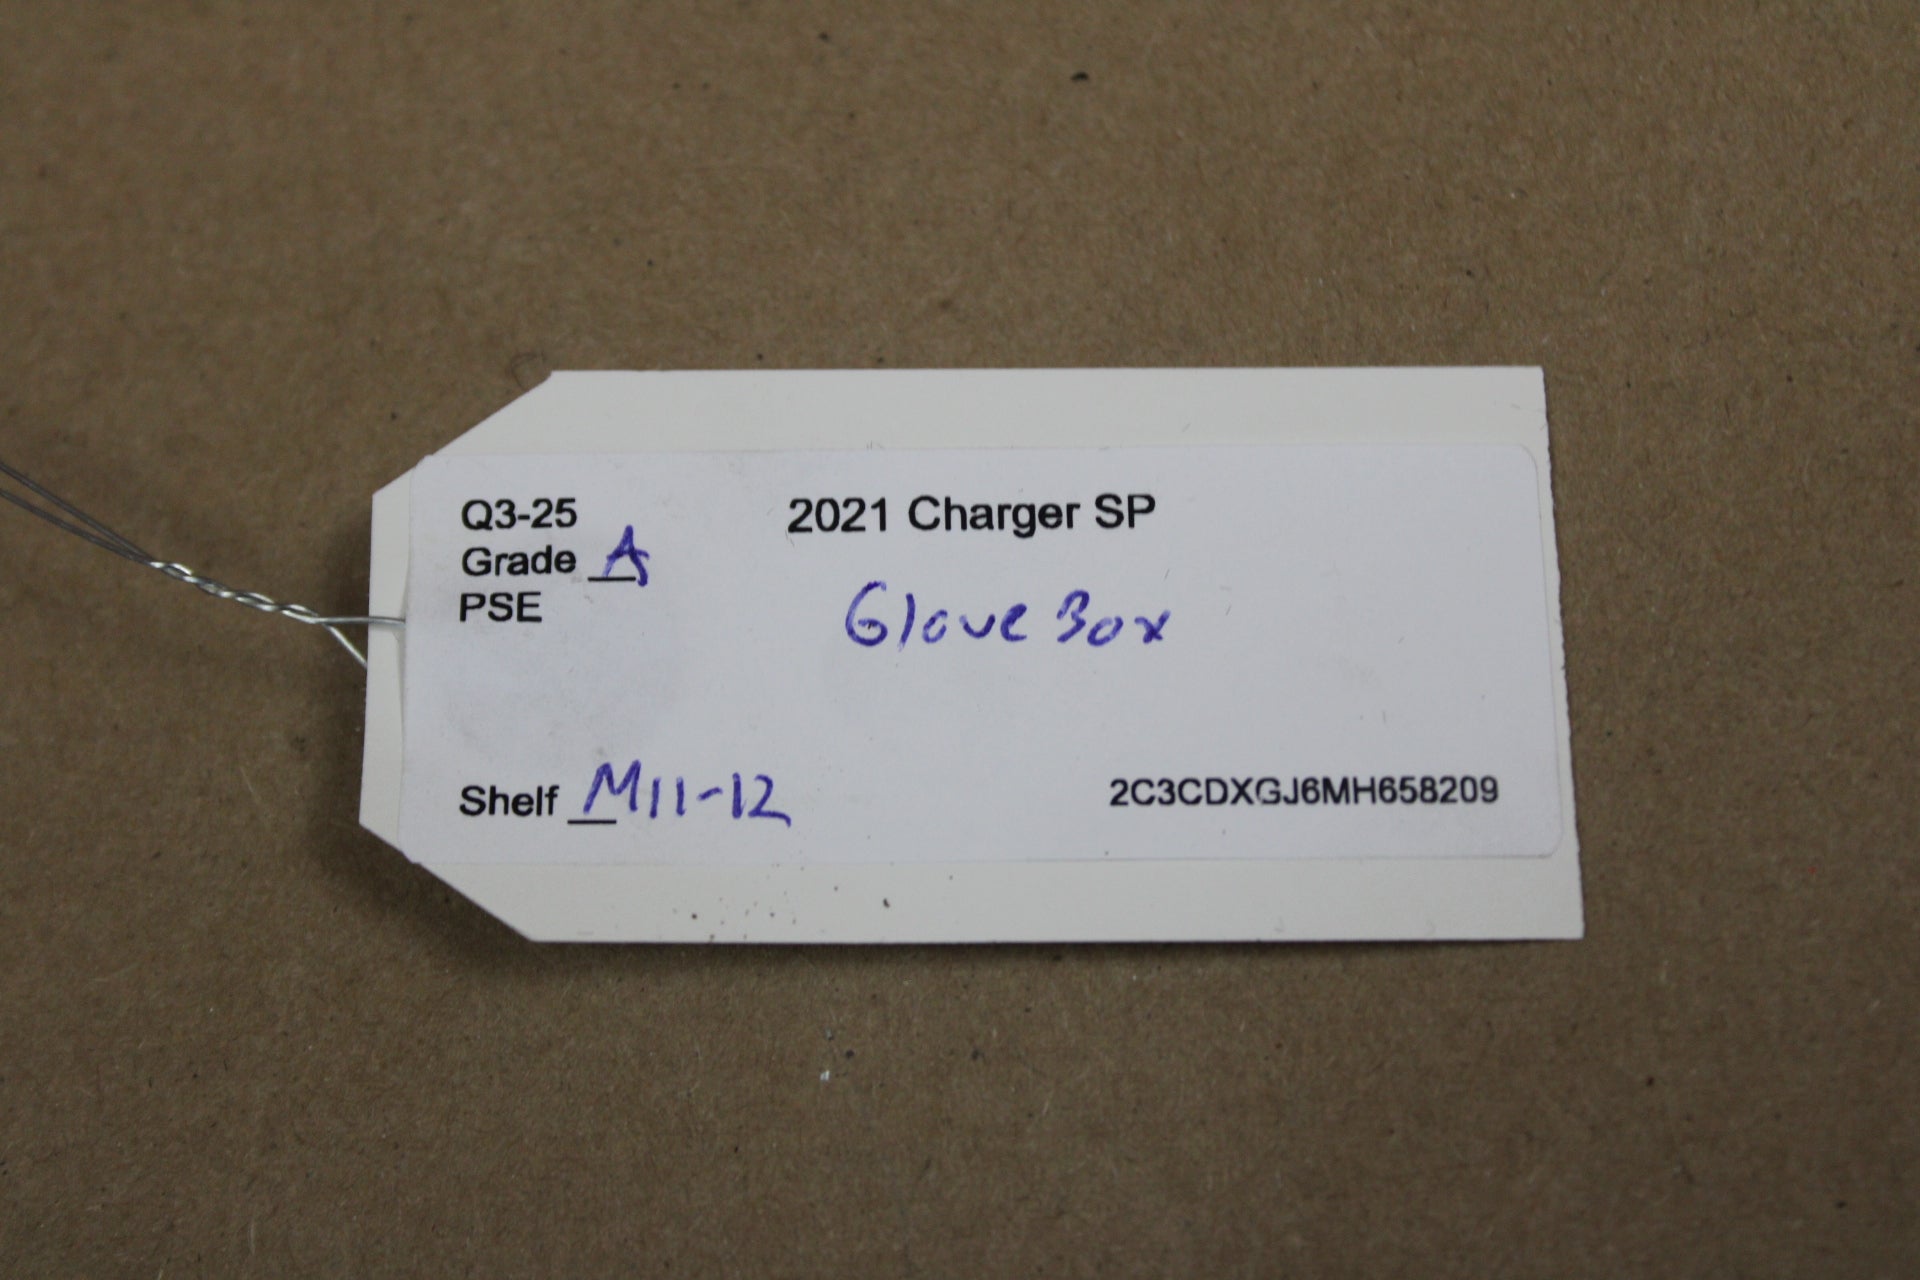 Q3-25
2021 Charger SP
Grade A
PSE
Glove Box
Shelf M11-12
2C3CDXGJ6MH658209